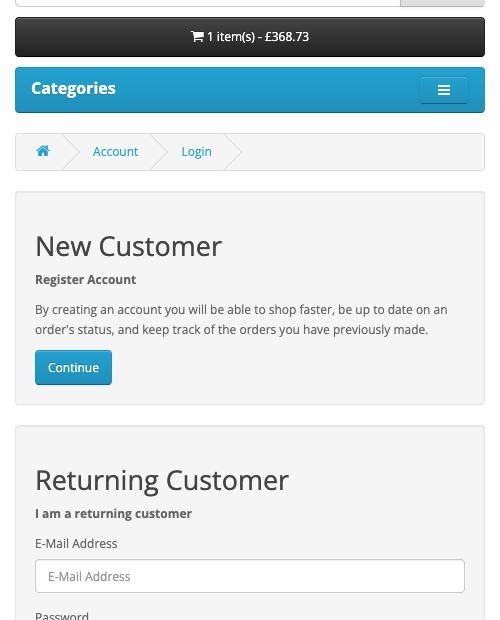 1 item(s) - £368.73
Categories
Account
Login
New Customer
Register Account
By creating an account you will be able to shop faster, be up to date on an
order's status, and keep track of the orders you have previously made.
Continue
Returning Customer
I am a returning customer
E-Mail Address
E-Mail Address
Password